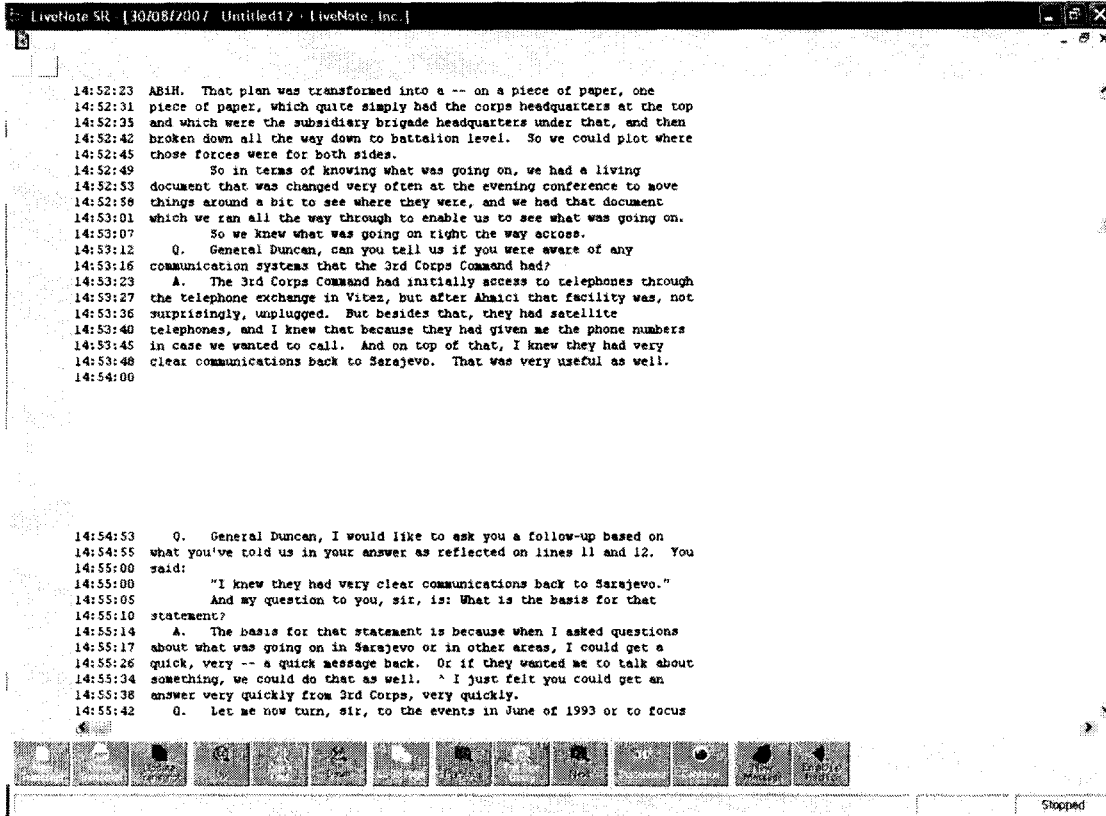 LiveNote SR - [30/08/2007 Untitled12 - LiveNote, Inc.]
14:52:23 ABiH. That plan was transformed into a -- on a piece of paper, one
14:52:31 piece of paper, which quite simply had the corps headquarters at the top
14:52:35 and which were the subsidiary brigade headquarters under that, and then
14:52:42 broken down all the way down to battalion level. So we could plot where
14:52:45 those forces were for both sides.
14:52:49 So in terms of knowing what was going on, we had a living
14:52:53 document that was changed very often at the evening conference to move
14:52:58 things around a bit to see where they were, and we had that document
14:53:01 which we ran all the way through to enable us to see what was going on.
14:53:07 So we knew what was going on right the way across.
14:53:12 Q. General Duncan, can you tell us if you were aware of any
14:53:16 communication systems that the 3rd Corps Command had?
14:53:23 A. The 3rd Corps Command had initially access to telephones through
14:53:27 the telephone exchange in Vitez, but after Ahmici that facility was, not
14:53:36 surprisingly, unplugged. But besides that, they had satellite
14:53:40 telephones, and I knew that because they had given me the phone numbers
14:53:45 in case we wanted to call. And on top of that, I knew they had very
14:53:48 clear communications back to Sarajevo. That was very useful as well.
14:54:00
14:54:53 Q. General Duncan, I would like to ask you a follow-up based on
14:54:55 what you've told us in your answer as reflected on lines 11 and 12. You
14:55:00 said:
14:55:00 "I knew they had very clear communications back to Sarajevo."
14:55:05 And my question to you, sir, is: What is the basis for that
14:55:10 statement?
14:55:14 A. The basis for that statement is because when I asked questions
14:55:17 about what was going on in Sarajevo or in other areas, I could get a
14:55:26 quick, very -- a quick message back. Or if they wanted me to talk about
14:55:34 something, we could do that as well. ^ I just felt you could get an
14:55:38 answer very quickly from 3rd Corps, very quickly.
14:55:42 Q. Let me now turn, sir, to the events in June of 1993 or to focus
Stopped